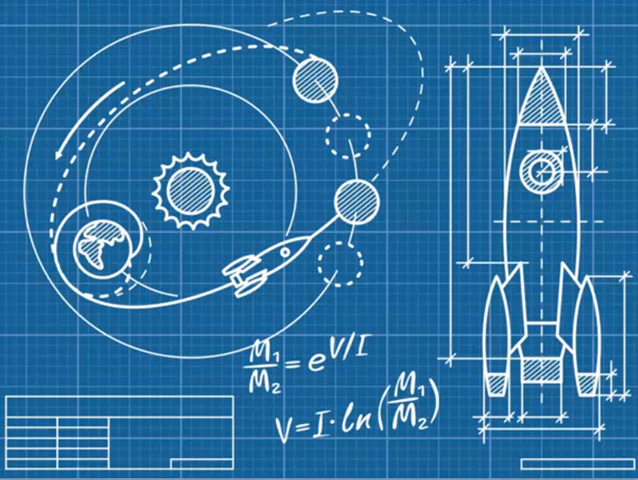 M₁/M₂ = e^V/I
V = I · ln(M₁/M₂)